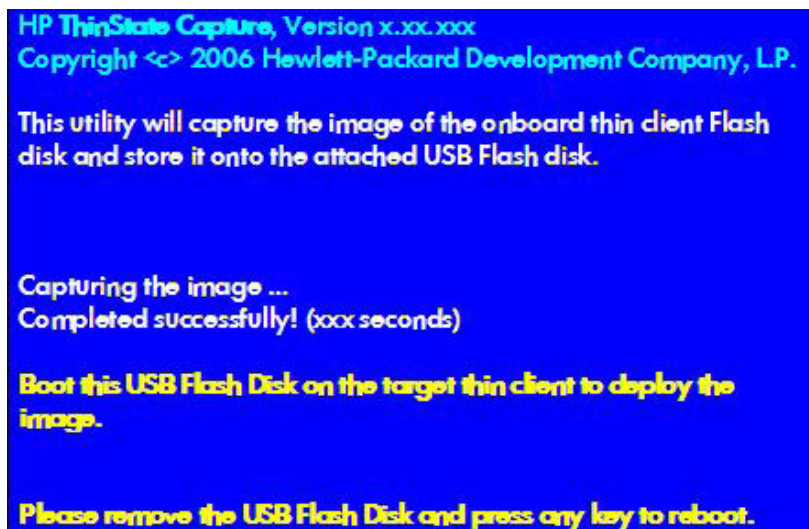 HP ThinState Capture, Version x.xx.xxx
Copyright <c> 2006 Hewlett-Packard Development Company, L.P.
This utility will capture the image of the onboard thin client Flash
disk and store it onto the attached USB Flash disk.
Capturing the image ...
Completed successfully! (xxx seconds)
Boot this USB Flash Disk on the target thin client to deploy the
image.
Please remove the USB Flash Disk and press any key to reboot.